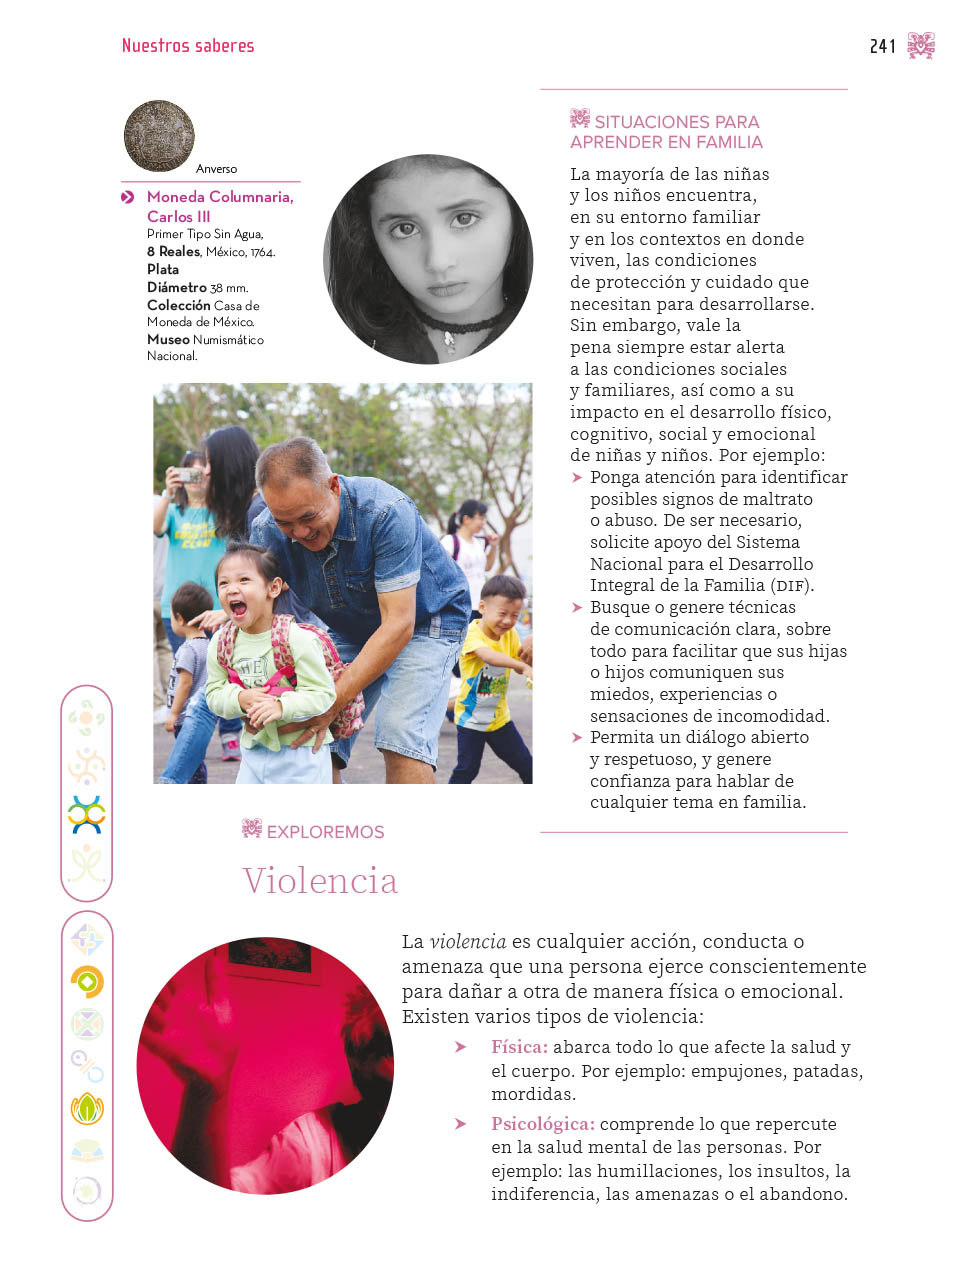 Nuestros saberes
241
Anverso
Moneda Columnaria,
Carlos III
Primer Tipo Sin Agua,
8 Reales, México, 1764.
Plata
Diámetro 38 mm.
Colección Casa de
Moneda de México.
Museo Numismático
Nacional.
SITUACIONES PARA
APRENDER EN FAMILIA
La mayoría de las niñas
y los niños encuentra,
en su entorno familiar
y en los contextos en donde
viven, las condiciones
de protección y cuidado que
necesitan para desarrollarse.
Sin embargo, vale la
pena siempre estar alerta
a las condiciones sociales
y familiares, así como a su
impacto en el desarrollo físico,
cognitivo, social y emocional
de niñas y niños. Por ejemplo:
Ponga atención para identificar
posibles signos de maltrato
o abuso. De ser necesario,
solicite apoyo del Sistema
Nacional para el Desarrollo
Integral de la Familia (DIF).
Busque o genere técnicas
de comunicación clara, sobre
todo para facilitar que sus hijas
o hijos comuniquen sus
miedos, experiencias o
sensaciones de incomodidad.
Permita un diálogo abierto
y respetuoso, y genere
confianza para hablar de
cualquier tema en familia.
EXPLOREMOS
Violencia
La violencia es cualquier acción, conducta o
amenaza que una persona ejerce conscientemente
para dañar a otra de manera física o emocional.
Existen varios tipos de violencia:
Física: abarca todo lo que afecte la salud y
el cuerpo. Por ejemplo: empujones, patadas,
mordidas.
Psicológica: comprende lo que repercute
en la salud mental de las personas. Por
ejemplo: las humillaciones, los insultos, la
indiferencia, las amenazas o el abandono.